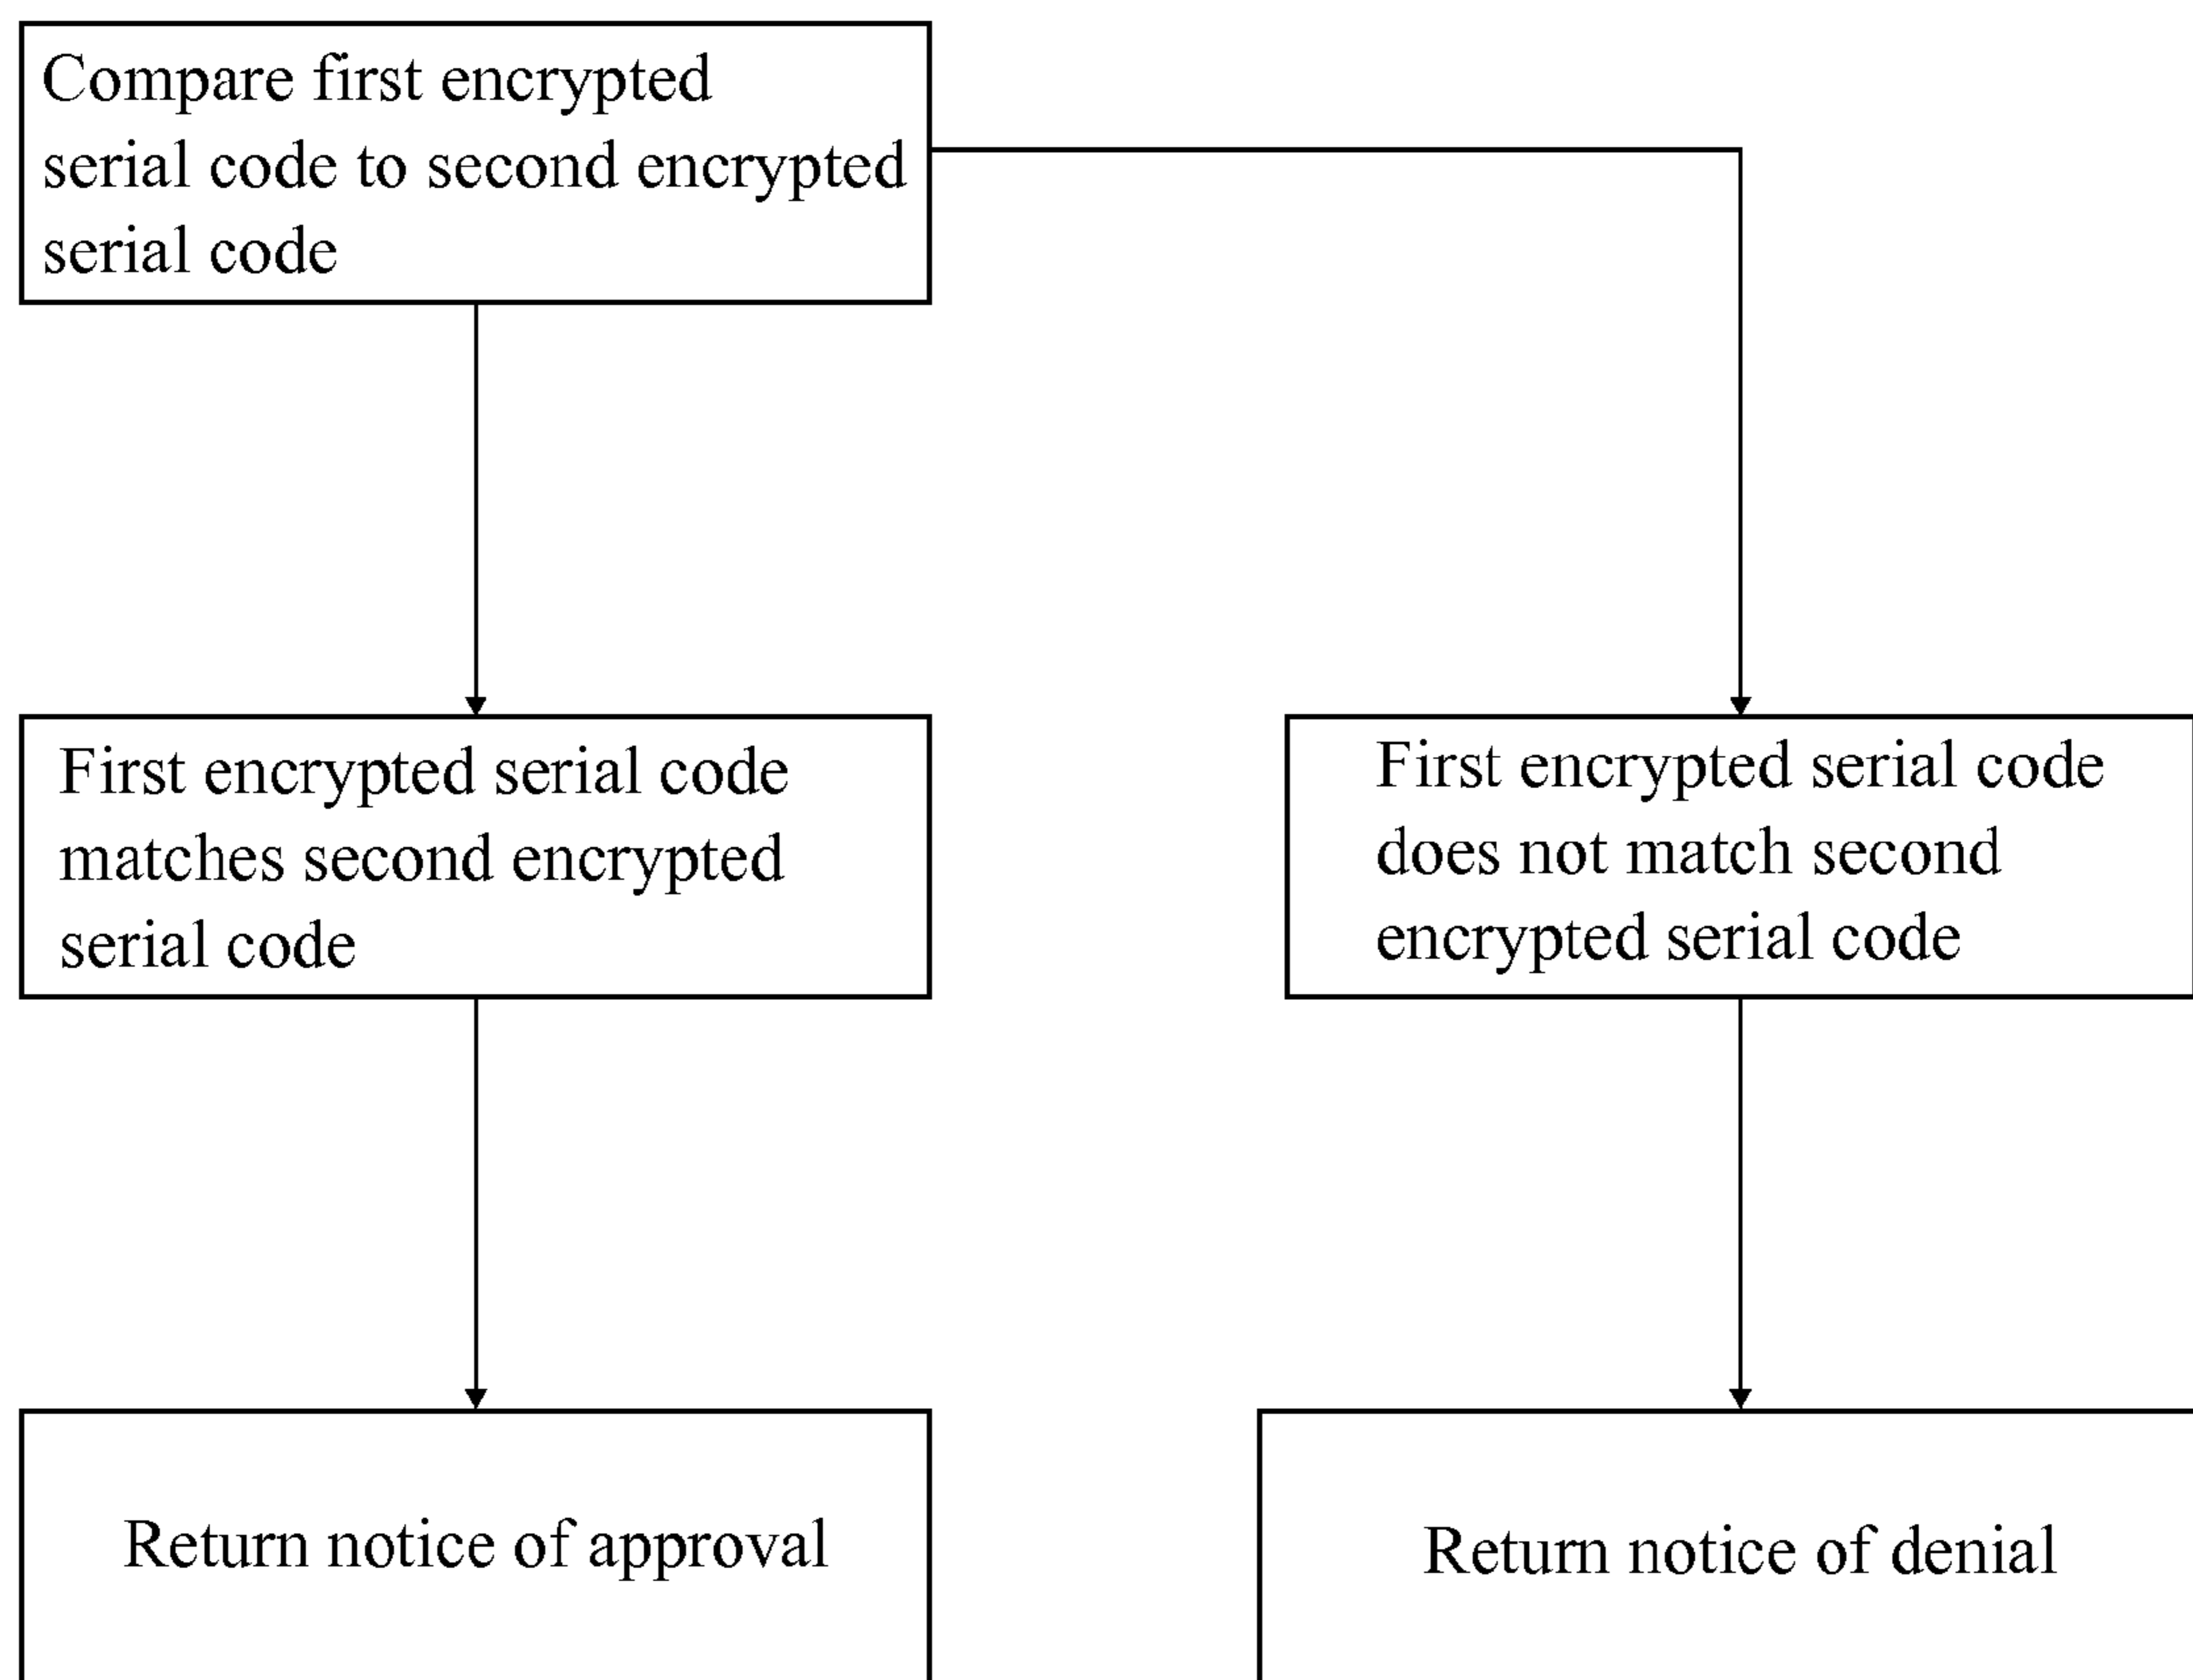 Compare first encrypted
serial code to second encrypted
serial code
First encrypted serial code
matches second encrypted
serial code
First encrypted serial code
does not match second
encrypted serial code
Return notice of approval
Return notice of denial